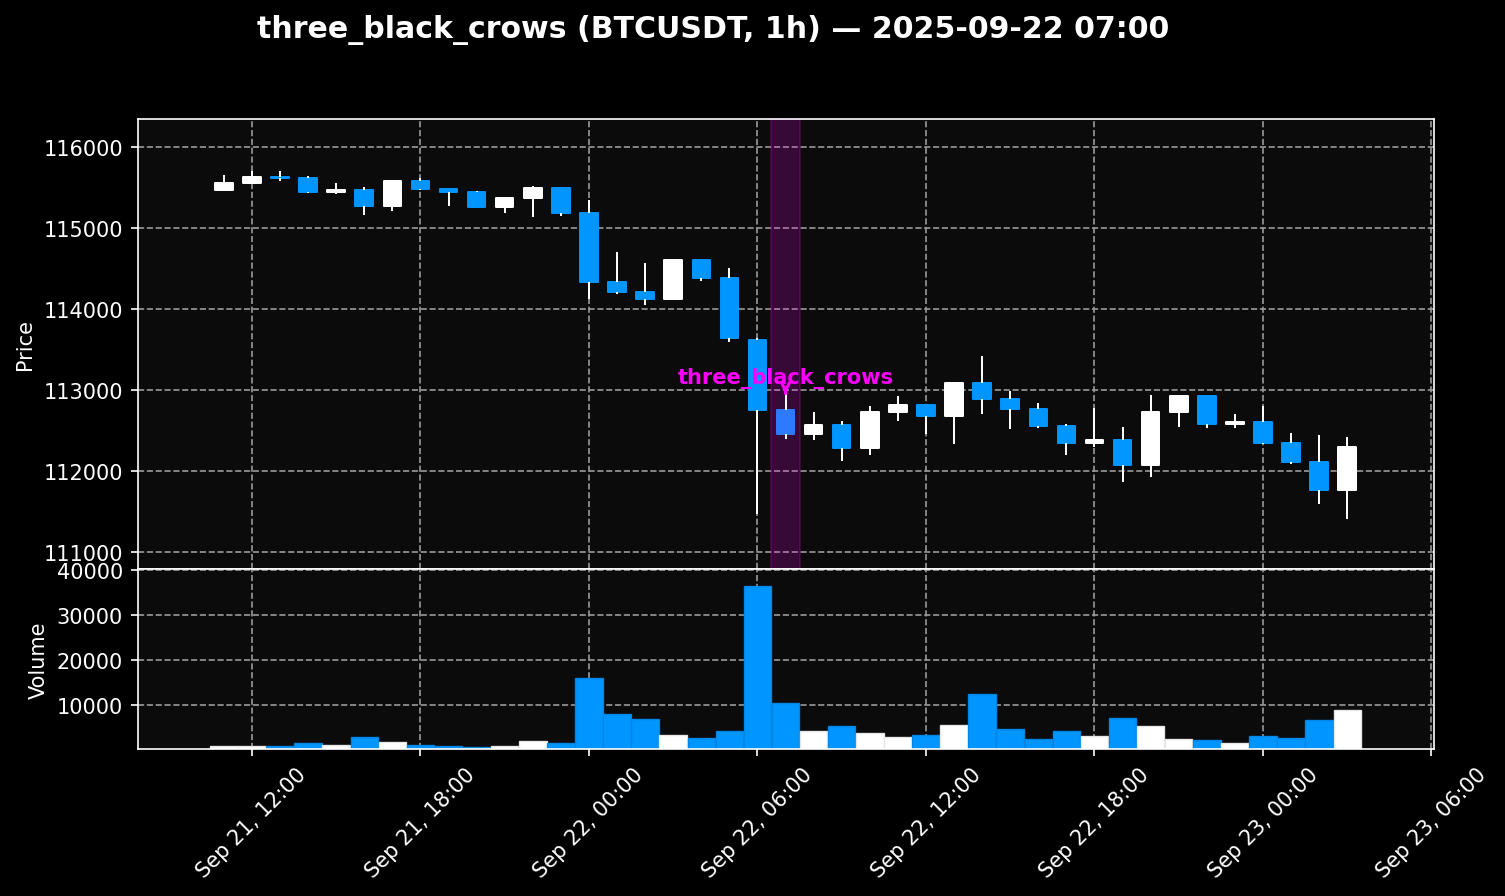 three_black_crows (BTCUSDT, 1h) — 2025-09-22 07:00
116000
115000
114000
113000
112000
111000
Price
three_black_crows
40000
30000
20000
10000
Volume
Sep 21, 12:00
Sep 21, 18:00
Sep 22, 00:00
Sep 22, 06:00
Sep 22, 12:00
Sep 22, 18:00
Sep 23, 00:00
Sep 23, 06:00